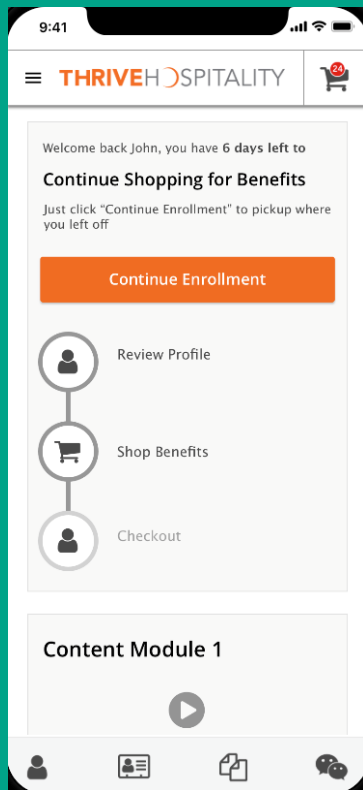 9:41
THRIVEHOSPITALITY
24
Welcome back John, you have 6 days left to
Continue Shopping for Benefits
Just click “Continue Enrollment” to pickup where
you left off
Continue Enrollment
Review Profile
Shop Benefits
Checkout
Content Module 1